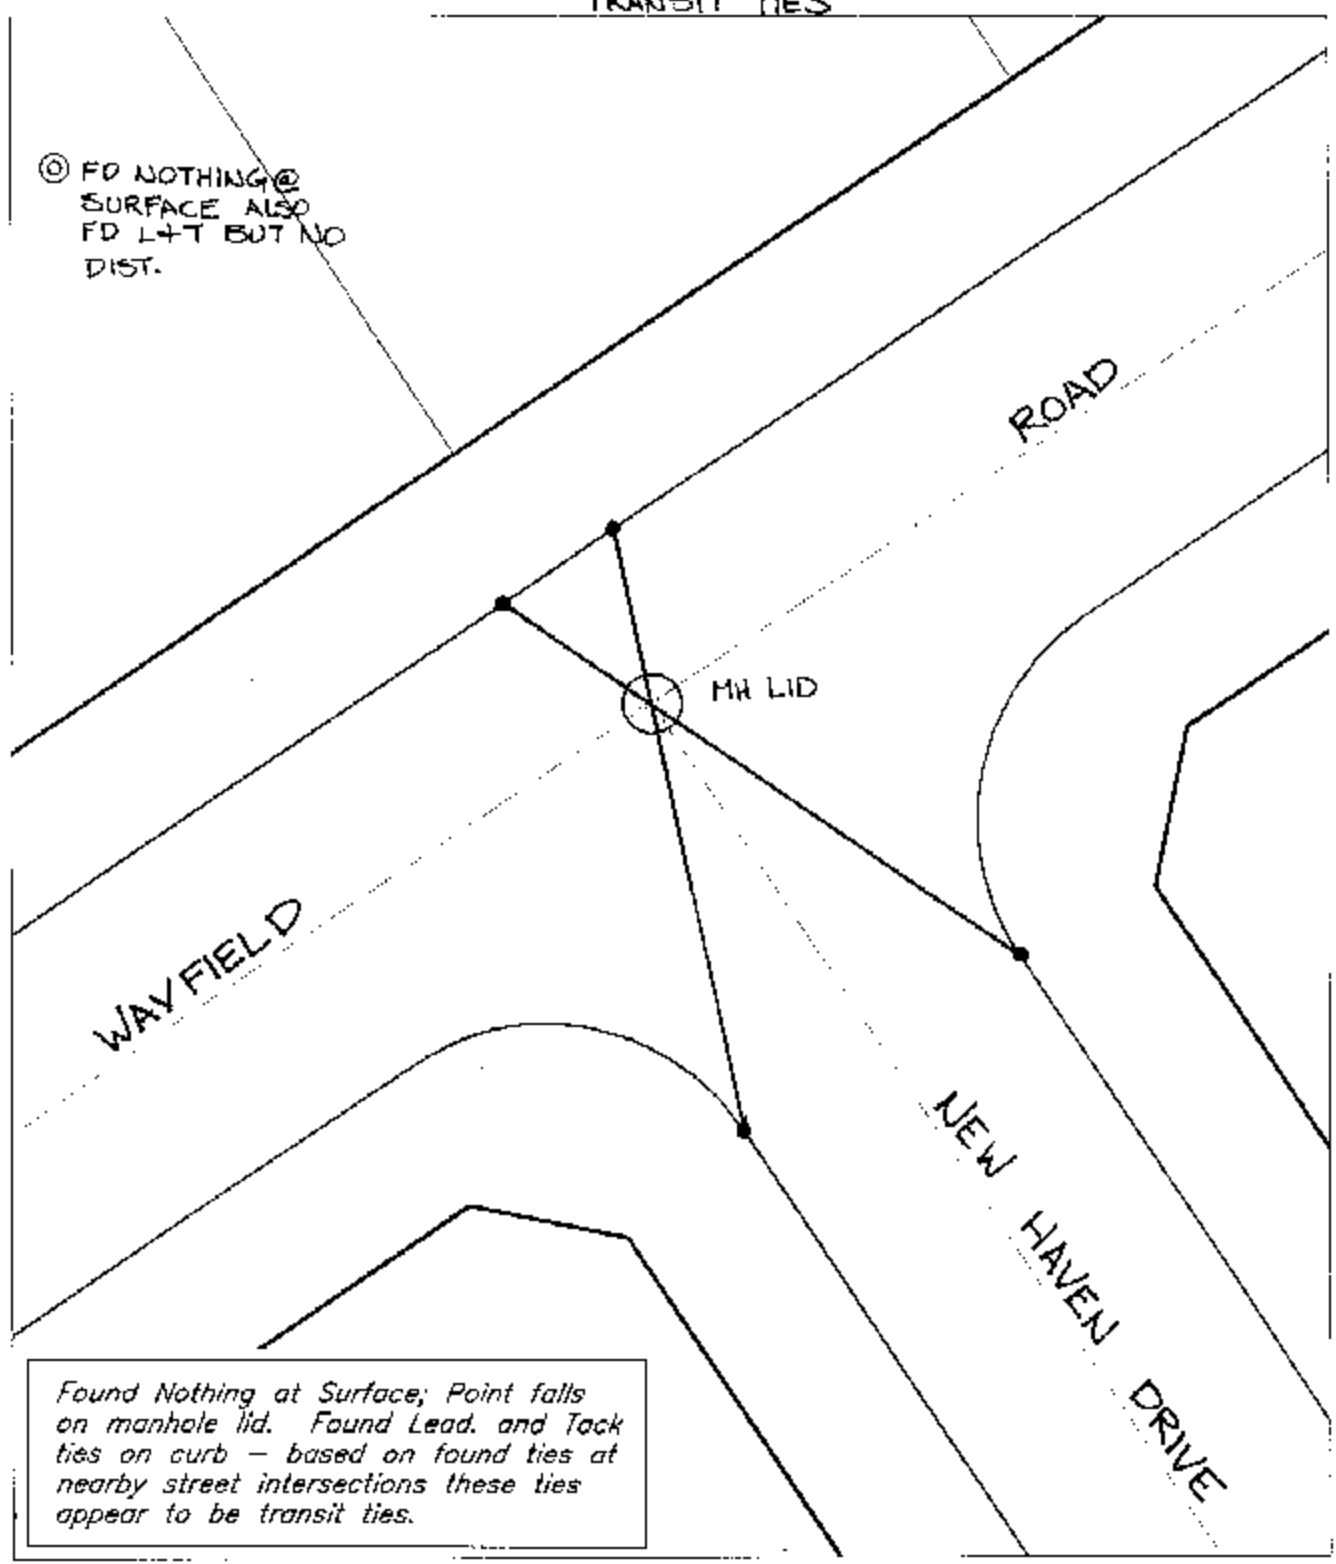 TRANSIT TIES
◎ FD NOTHING @
SURFACE ALSO
FD L+T BUT NO
DIST.
ROAD
MH LID
WAYFIELD
NEW HAVEN DRIVE
Found Nothing at Surface; Point falls
on manhole lid. Found Lead. and Tack
ties on curb – based on found ties at
nearby street intersections these ties
appear to be transit ties.